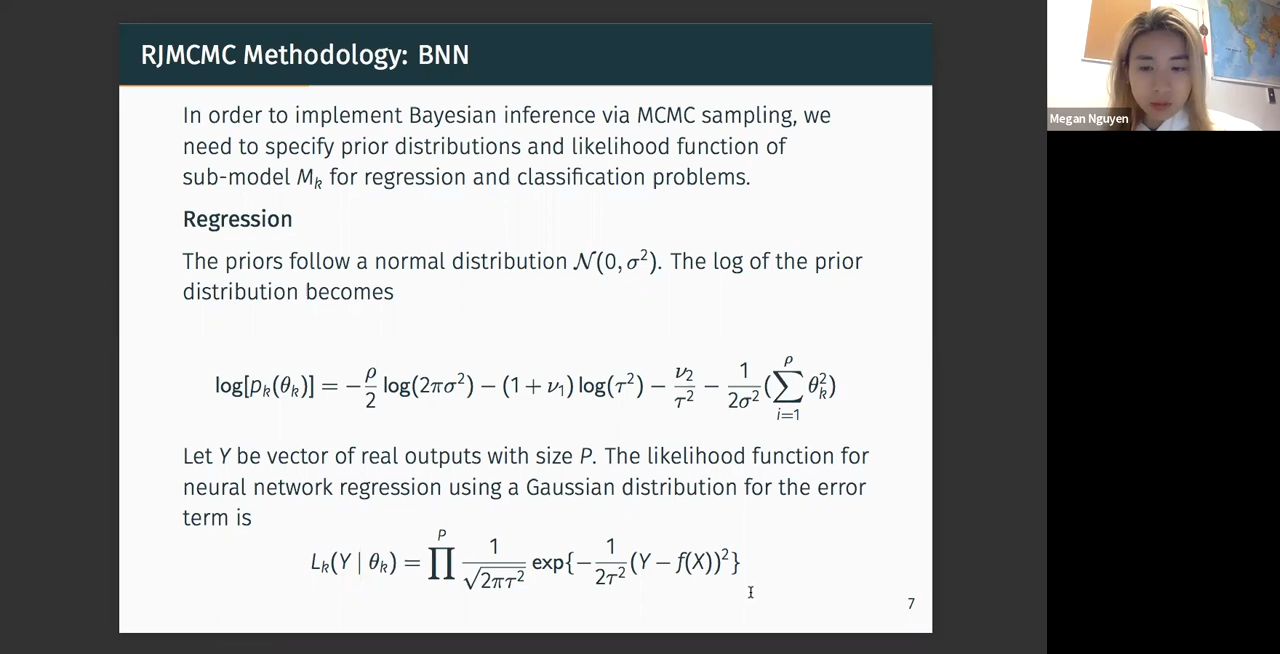 RJMCMC Methodology: BNN
In order to implement Bayesian inference via MCMC sampling, we
need to specify prior distributions and likelihood function of
sub-model M_k for regression and classification problems.
Regression
The priors follow a normal distribution 𝒩(0, σ²). The log of the prior
distribution becomes
log[p_k(θ_k)] = −ρ/2 log(2πσ²) − (1 + ν₁) log(τ²) − ν₂/τ² − 1/2σ² (∑_{i=1}^{ρ} θ_k²)
Let Y be vector of real outputs with size P. The likelihood function for
neural network regression using a Gaussian distribution for the error
term is
L_k(Y | θ_k) = ∏^P 1/√(2πτ²) exp{−1/2τ² (Y − f(X))²}
7
Megan Nguyen